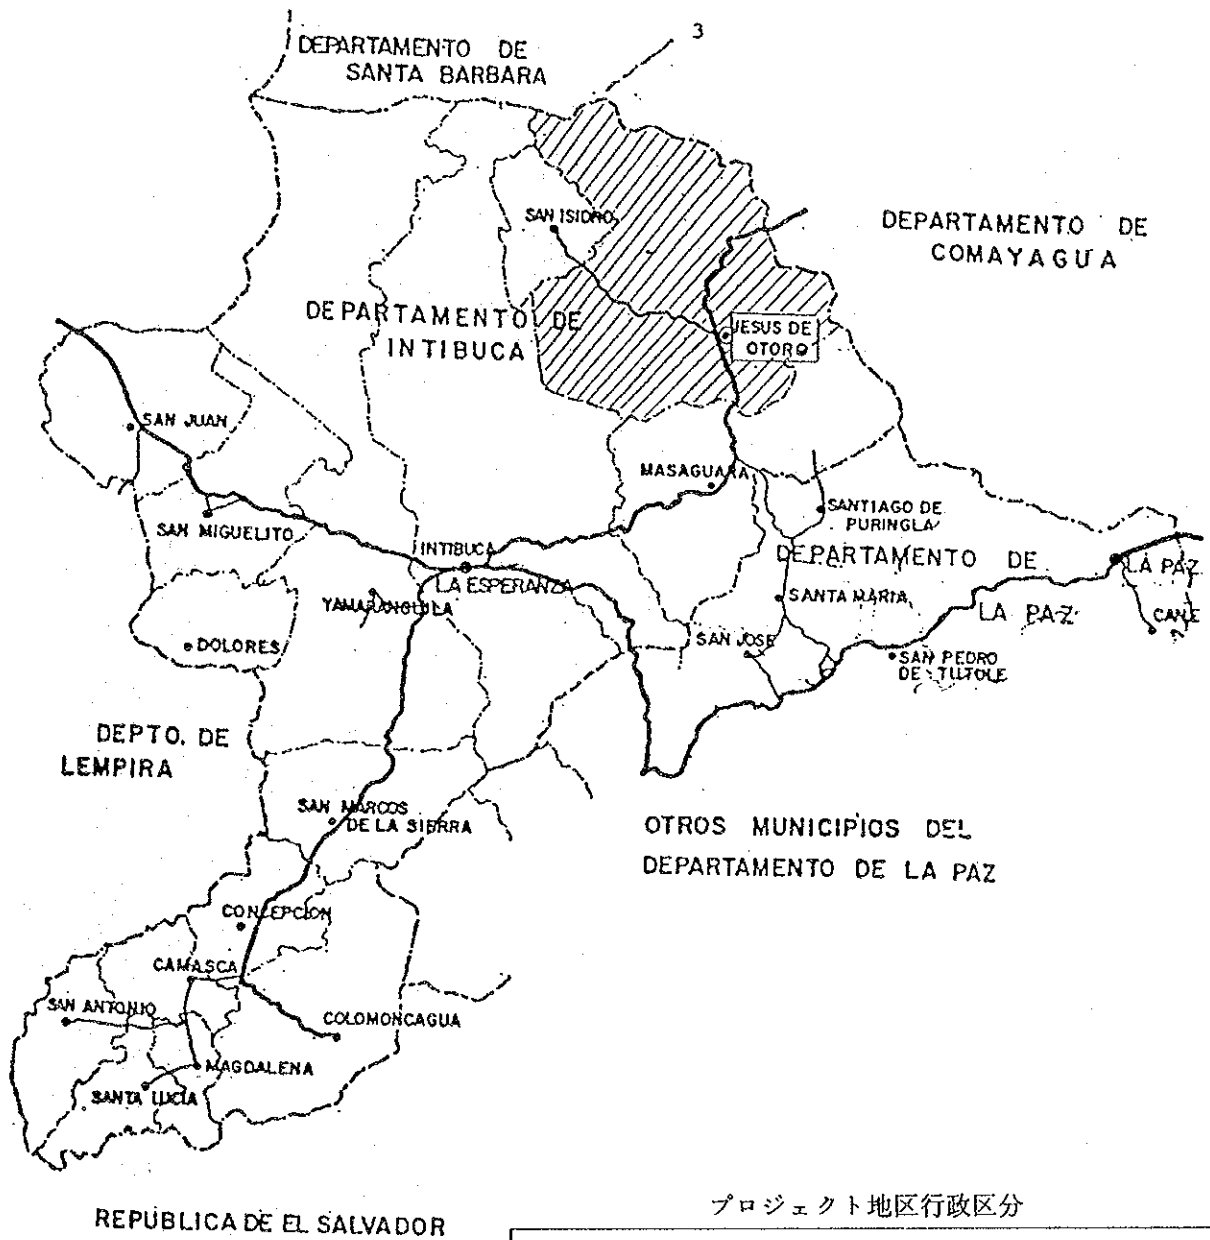 3
DEPARTAMENTO DE
SANTA BARBARA
SAN ISIDRO
DEPARTAMENTO DE
COMAYAGUA
DEPARTAMENTO DE
INTIBUCA
JESUS DE
OTORO
SAN JUAN
MASAGUARA
SANTIAGO DE
PURINGLA
SAN MIGUELITO
INTIBUCA
DEPARTAMENTO DE
LA PAZ
LA PAZ
LA ESPERANZA
YAMARANGUILA
SANTA MARIA
CANE
DOLORES
SAN JOSE
SAN PEDRO
DE TUTOLE
DEPTO. DE
LEMPIRA
SAN MARCOS
DE LA SIERRA
OTROS MUNICIPIOS DEL
DEPARTAMENTO DE LA PAZ
CONCEPCION
CAMASCA
SAN ANTONIO
COLOMONCAGUA
MAGDALENA
SANTA LUCIA
プロジェクト地区行政区分
REPUBLICA DE EL SALVADOR